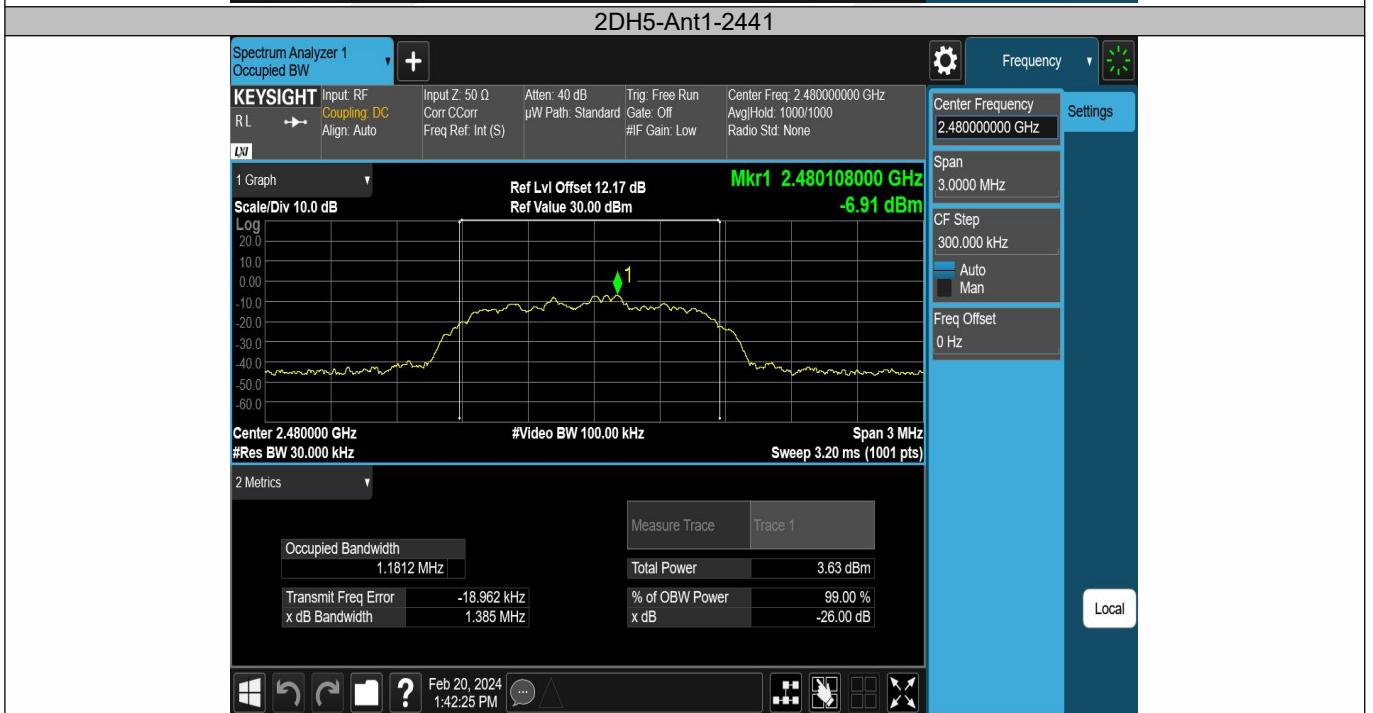 2DH5-Ant1-2441
Spectrum Analyzer 1
Occupied BW
+
Frequency
KEYSIGHT
RL
LXI
Input: RF
Coupling: DC
Align: Auto
Input Z: 50 Ω
Corr CCorr
Freq Ref: Int (S)
Atten: 40 dB
µW Path: Standard
Trig: Free Run
Gate: Off
#IF Gain: Low
Center Freq: 2.480000000 GHz
Avg|Hold: 1000/1000
Radio Std: None
Center Frequency
2.480000000 GHz
Settings
Span
3.0000 MHz
CF Step
300.000 kHz
Auto
Man
Freq Offset
0 Hz
Local
1 Graph
Scale/Div 10.0 dB
Ref Lvl Offset 12.17 dB
Ref Value 30.00 dBm
Mkr1 2.480108000 GHz
-6.91 dBm
Log
20.0
10.0
0.00
-10.0
-20.0
-30.0
-40.0
-50.0
-60.0
1
Center 2.480000 GHz
#Video BW 100.00 kHz
Span 3 MHz
#Res BW 30.000 kHz
Sweep 3.20 ms (1001 pts)
2 Metrics
Measure Trace
Trace 1
Occupied Bandwidth
1.1812 MHz
Total Power
3.63 dBm
Transmit Freq Error
-18.962 kHz
% of OBW Power
99.00 %
x dB Bandwidth
1.385 MHz
x dB
-26.00 dB
?
Feb 20, 2024
1:42:25 PM